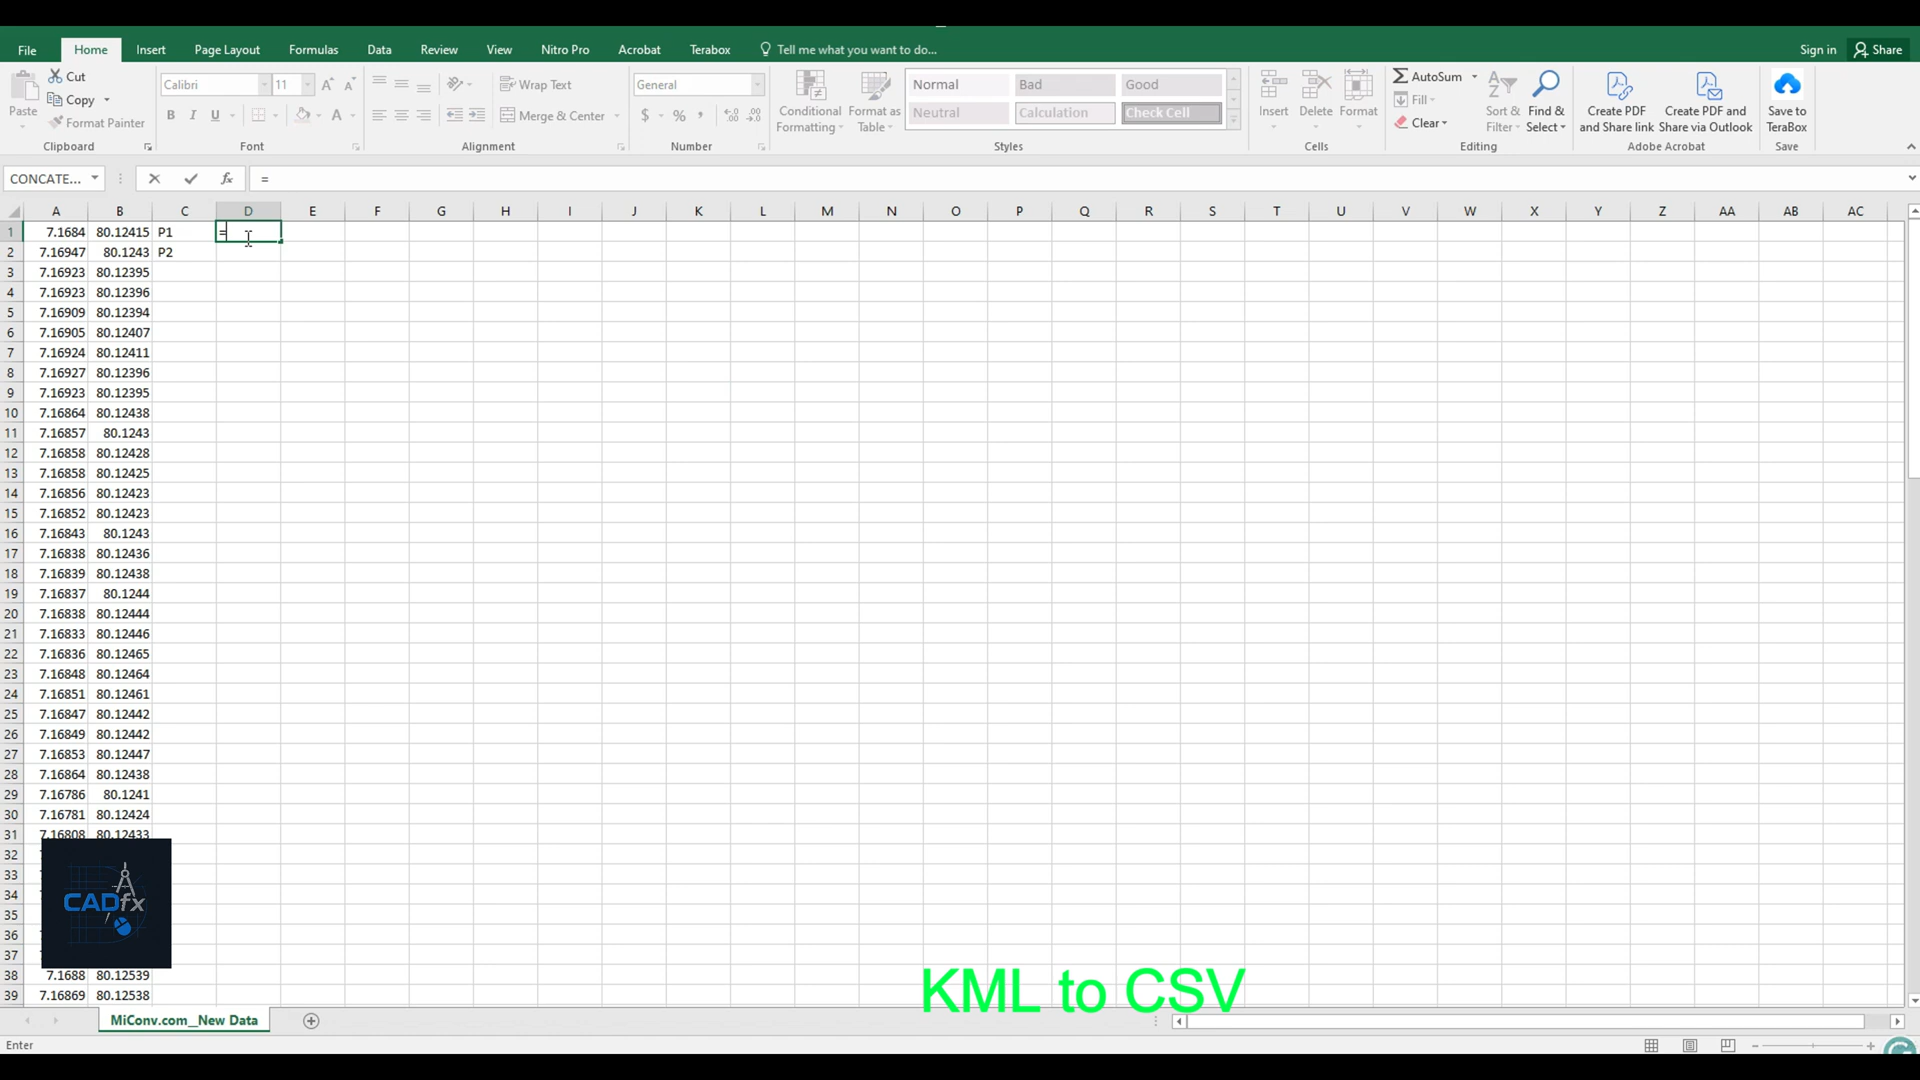 File Home Insert Page Layout Formulas Data Review View Nitro Pro Acrobat Terabox Tell me what you want to do... Sign in Share
Paste Cut Copy Format Painter Clipboard
Calibri 11 A A B I U A Font
Wrap Text Merge & Center Alignment
General $ % , Number
Conditional Formatting Format as Table Normal Bad Good Neutral Calculation Check Cell Styles
Insert Delete Format Cells
AutoSum Fill Clear Sort & Filter Find & Select Editing
Create PDF and Share link Create PDF and Share via Outlook Adobe Acrobat
Save to TeraBox Save
CONCATE... fx =
A B C D E F G H I J K L M N O P Q R S T U V W X Y Z AA AB AC
1 7.1684 80.12415 P1 =
2 7.16947 80.1243 P2
3 7.16923 80.12395
4 7.16923 80.12396
5 7.16909 80.12394
6 7.16905 80.12407
7 7.16924 80.12411
8 7.16927 80.12396
9 7.16923 80.12395
10 7.16864 80.12438
11 7.16857 80.1243
12 7.16858 80.12428
13 7.16858 80.12425
14 7.16856 80.12423
15 7.16852 80.12423
16 7.16843 80.1243
17 7.16838 80.12436
18 7.16839 80.12438
19 7.16837 80.1244
20 7.16838 80.12444
21 7.16833 80.12446
22 7.16836 80.12465
23 7.16848 80.12464
24 7.16851 80.12461
25 7.16847 80.12442
26 7.16849 80.12442
27 7.16853 80.12447
28 7.16864 80.12438
29 7.16786 80.1241
30 7.16781 80.12424
31 7.16808 80.12433
32
33
34
35
36
37
38 7.1688 80.12539
39 7.16869 80.12538
CADfx
KML to CSV
MiConv.com__New Data
Enter